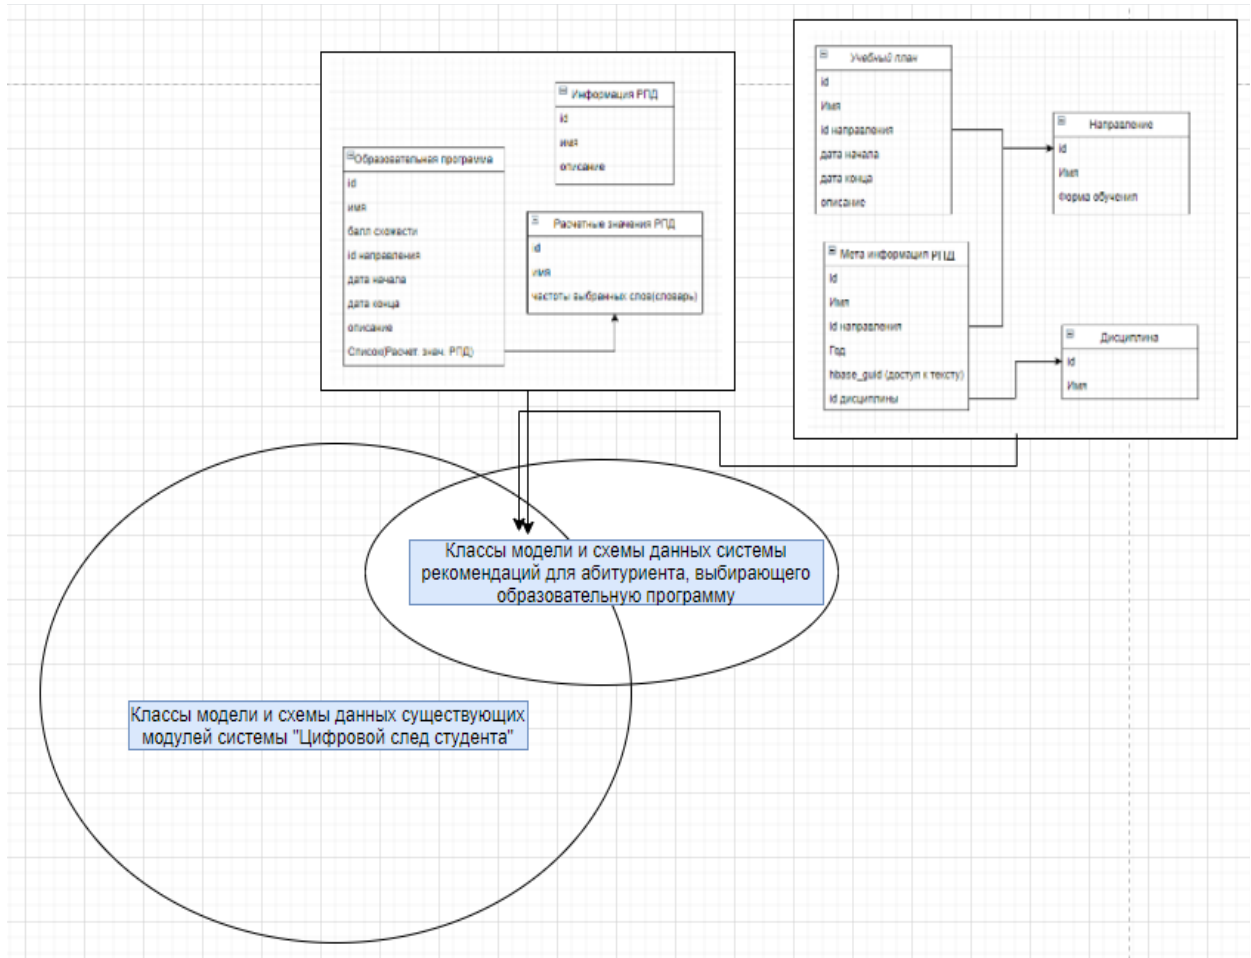 Информация РПД
id
имя
описание
Образовательная программа
id
имя
балл схожести
id направления
дата начала
дата конца
описание
Список(Расчет. знач. РПД)
Расчетные значения РПД
id
имя
частоты выбранных слов(словарь)
Учебный план
id
Имя
id направления
дата начала
дата конца
описание
Направление
id
Имя
Форма обучения
Мета информация РПД
id
Имя
id направления
Год
hbase_guid (доступ к тексту)
id дисциплины
Дисциплина
id
Имя
Классы модели и схемы данных системы
рекомендаций для абитуриента, выбирающего
образовательную программу
Классы модели и схемы данных существующих
модулей системы "Цифровой след студента"